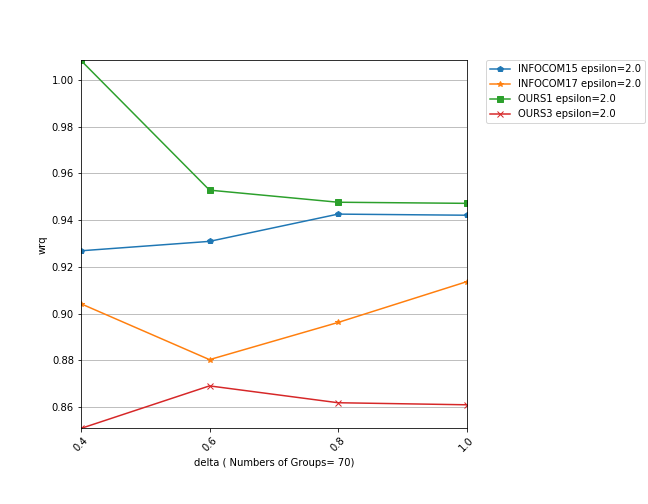 INFOCOM15 epsilon=2.0
INFOCOM17 epsilon=2.0
OURS1 epsilon=2.0
OURS3 epsilon=2.0
1.00
0.98
0.96
0.94
0.92
0.90
0.88
0.86
wrq
0.4
0.6
0.8
1.0
delta ( Numbers of Groups= 70)